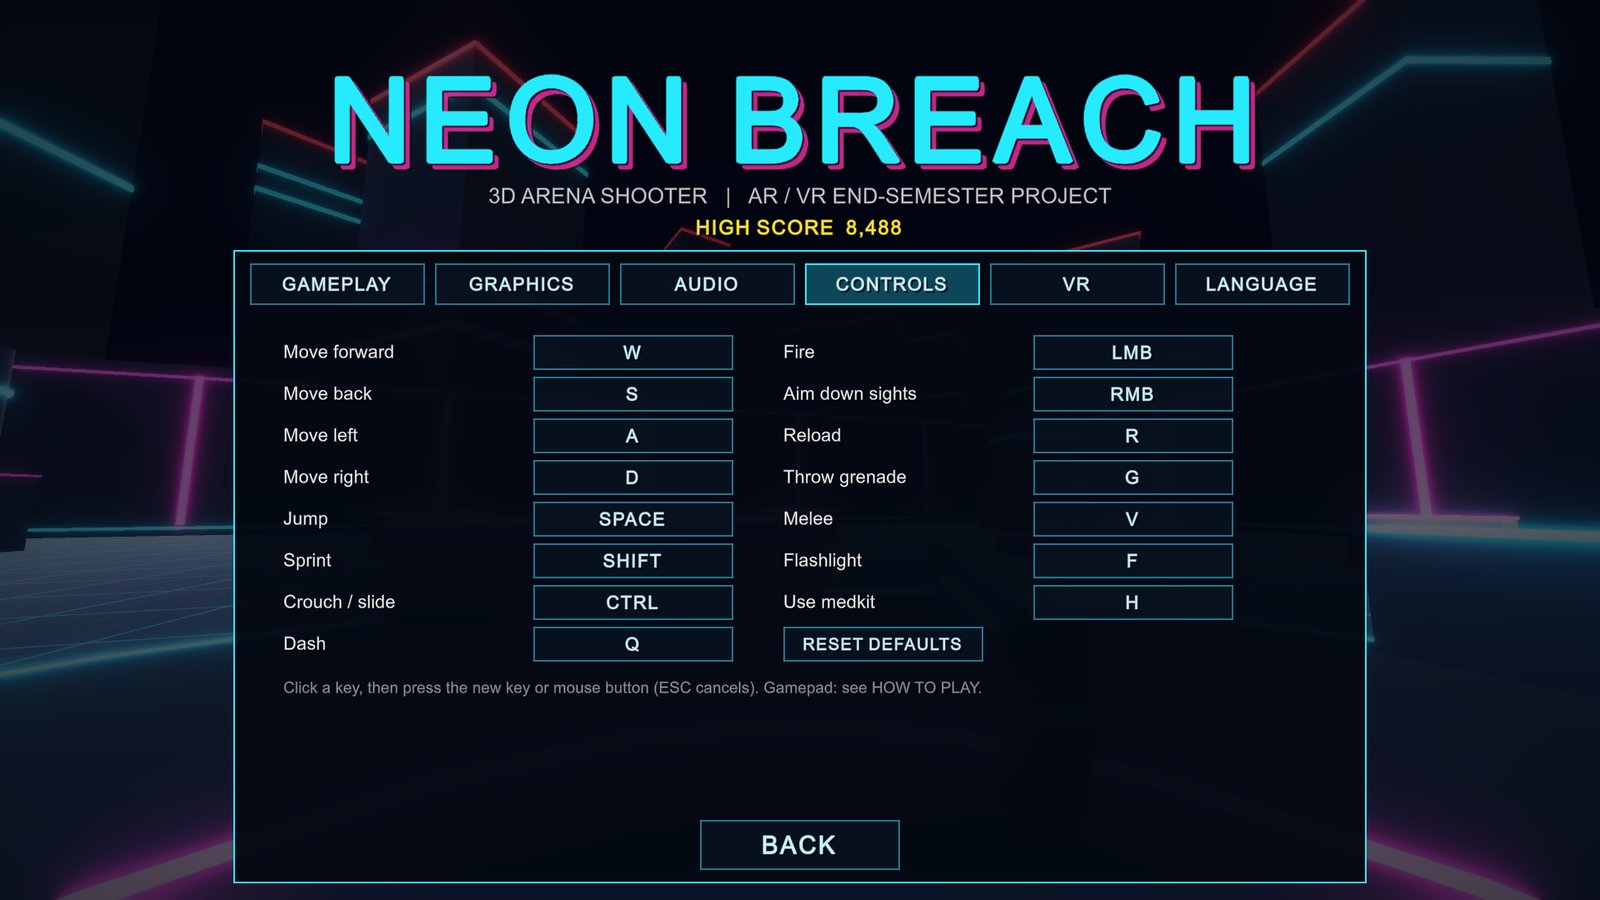 NEON BREACH
3D ARENA SHOOTER | AR / VR END-SEMESTER PROJECT
HIGH SCORE 8,488
GAMEPLAY GRAPHICS AUDIO CONTROLS VR LANGUAGE
Move forward W Fire LMB
Move back S Aim down sights RMB
Move left A Reload R
Move right D Throw grenade G
Jump SPACE Melee V
Sprint SHIFT Flashlight F
Crouch / slide CTRL Use medkit H
Dash Q RESET DEFAULTS
Click a key, then press the new key or mouse button (ESC cancels). Gamepad: see HOW TO PLAY.
BACK